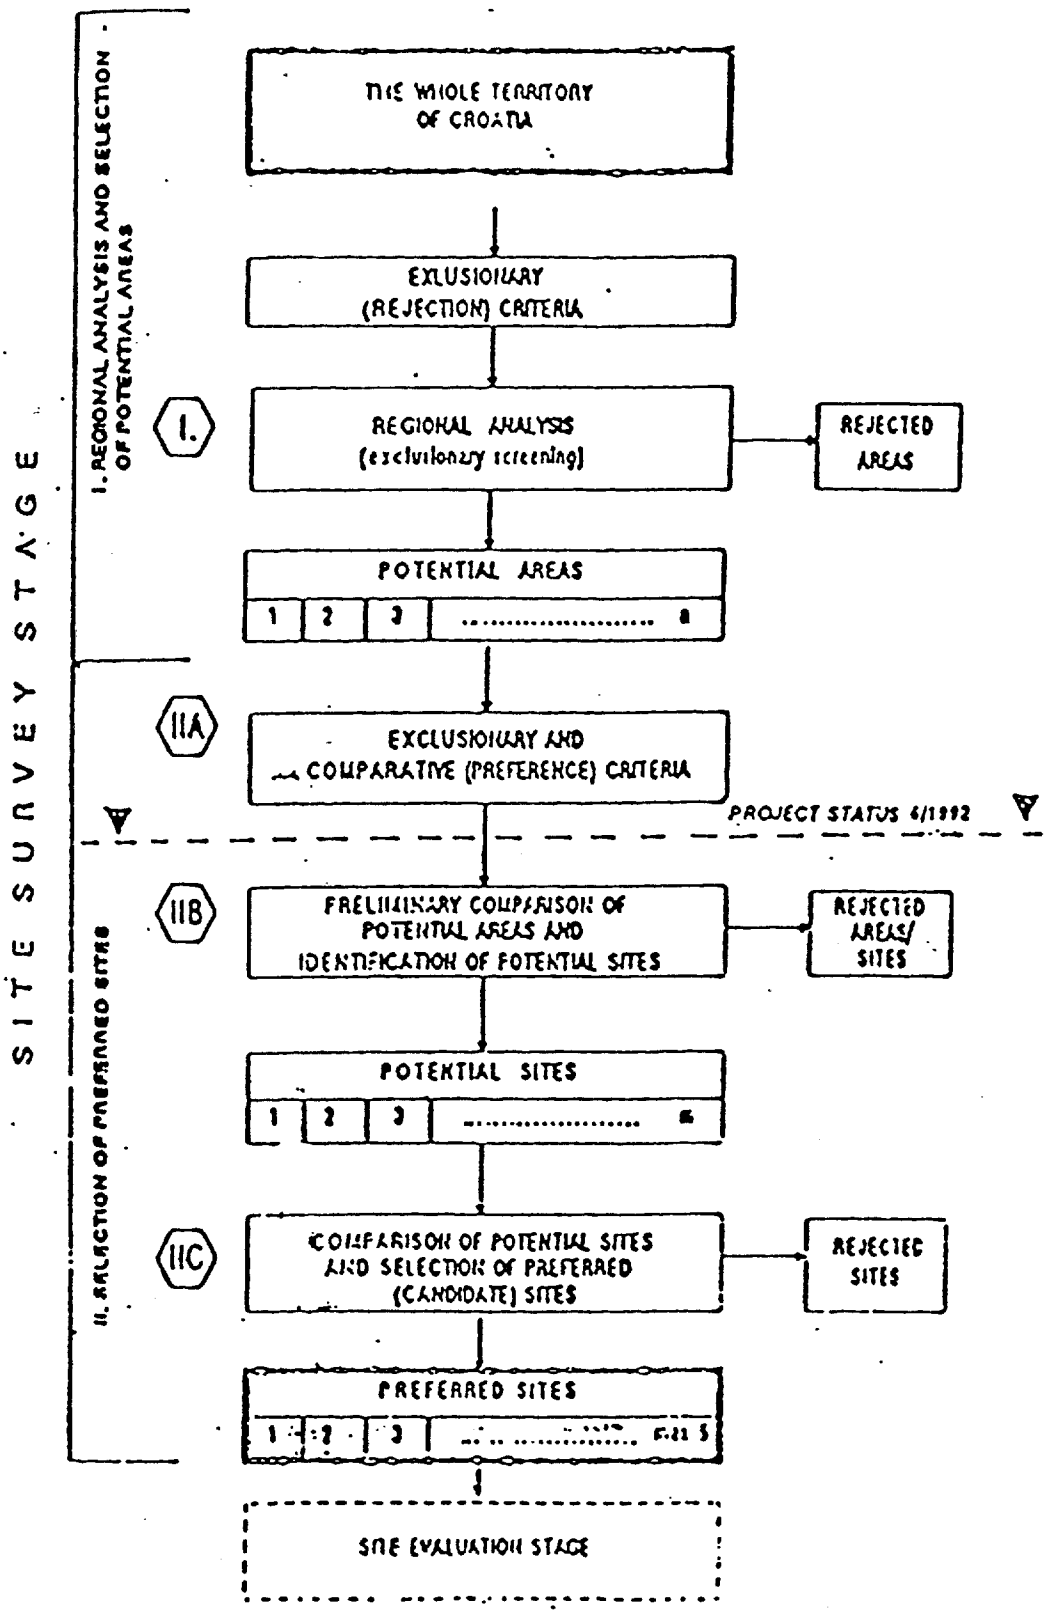 SITE SURVEY STAGE
I. REGIONAL ANALYSIS AND SELECTION
OF POTENTIAL AREAS
THE WHOLE TERRITORY
OF CROATIA
EXLUSIONARY
(REJECTION) CRITERIA
I.
REGIONAL ANALYSIS
(exclusionary screening)
REJECTED
AREAS
POTENTIAL AREAS
1 2 3 ......................
IIA
EXCLUSIONARY AND
COMPARATIVE (PREFERENCE) CRITERIA
PROJECT STATUS 4/1992
II. SELECTION OF PREFERRED SITES
IIB
PRELIMINARY COMPARISON OF
POTENTIAL AREAS AND
IDENTIFICATION OF POTENTIAL SITES
REJECTED
AREAS/
SITES
POTENTIAL SITES
1 2 3 ......................
IIC
COMPARISON OF POTENTIAL SITES
AND SELECTION OF PREFERRED
(CANDIDATE) SITES
REJECTED
SITES
PREFERRED SITES
1 2 3 ...................... 5
SITE EVALUATION STAGE